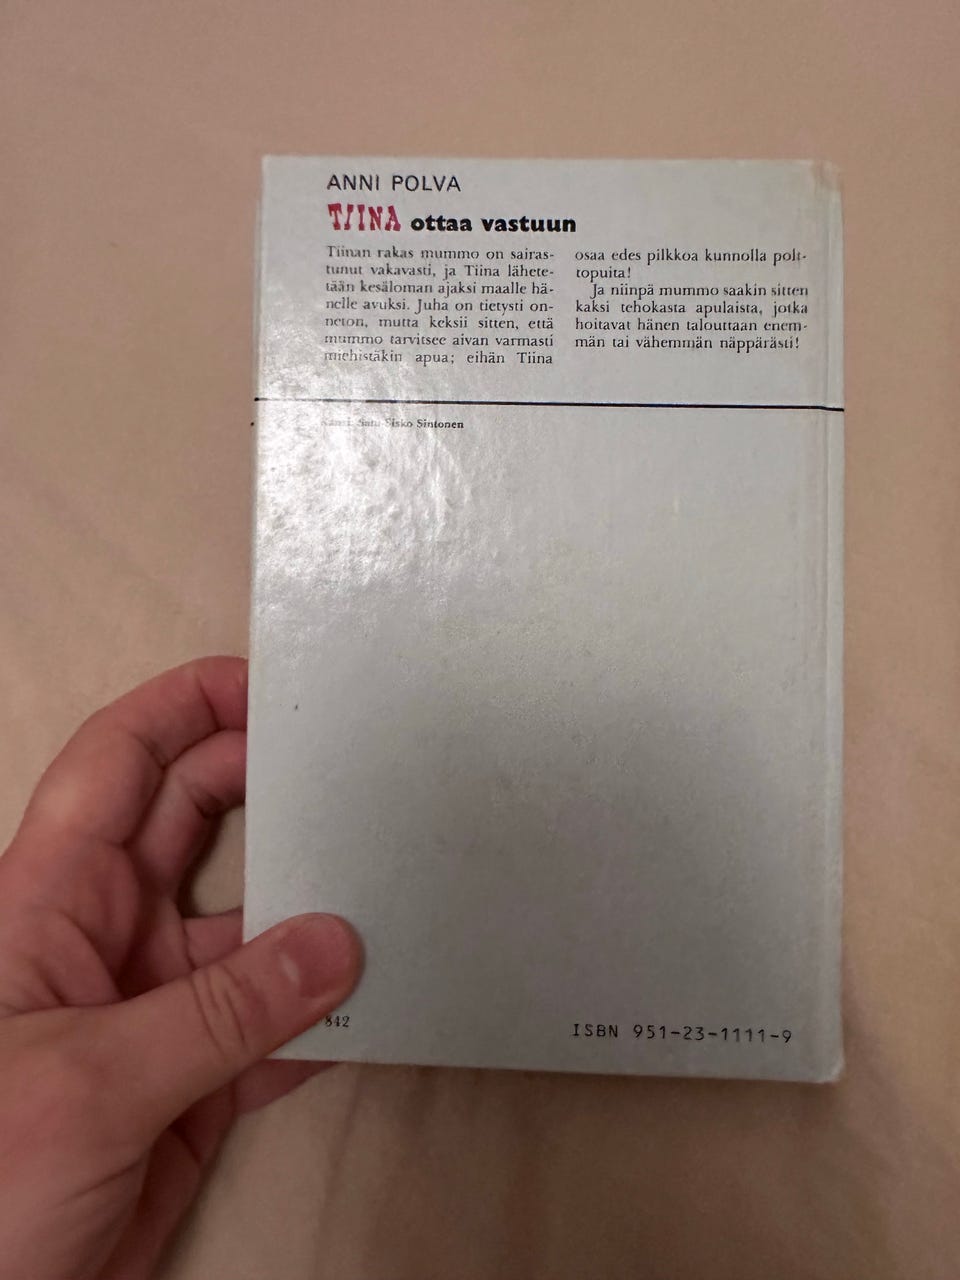 ANNI POLVA
TIINA ottaa vastuun
Tiinan rakas mummo on sairas-
tunut vakavasti, ja Tiina lähete-
tään kesäloman ajaksi maalle hä-
nelle avuksi. Juha on tietysti on-
neton, mutta keksii sitten, että
mummo tarvitsee aivan varmasti
miehistäkin apua; eihän Tiina
osaa edes pilkkoa kunnolla polt-
topuita!
Ja niinpä mummo saakin sitten
kaksi tehokasta apulaista, jotka
hoitavat hänen talouttaan enem-
män tai vähemmän näppärästi!
Kansi: Satu Sisko Sintonen
842
ISBN 951-23-1111-9